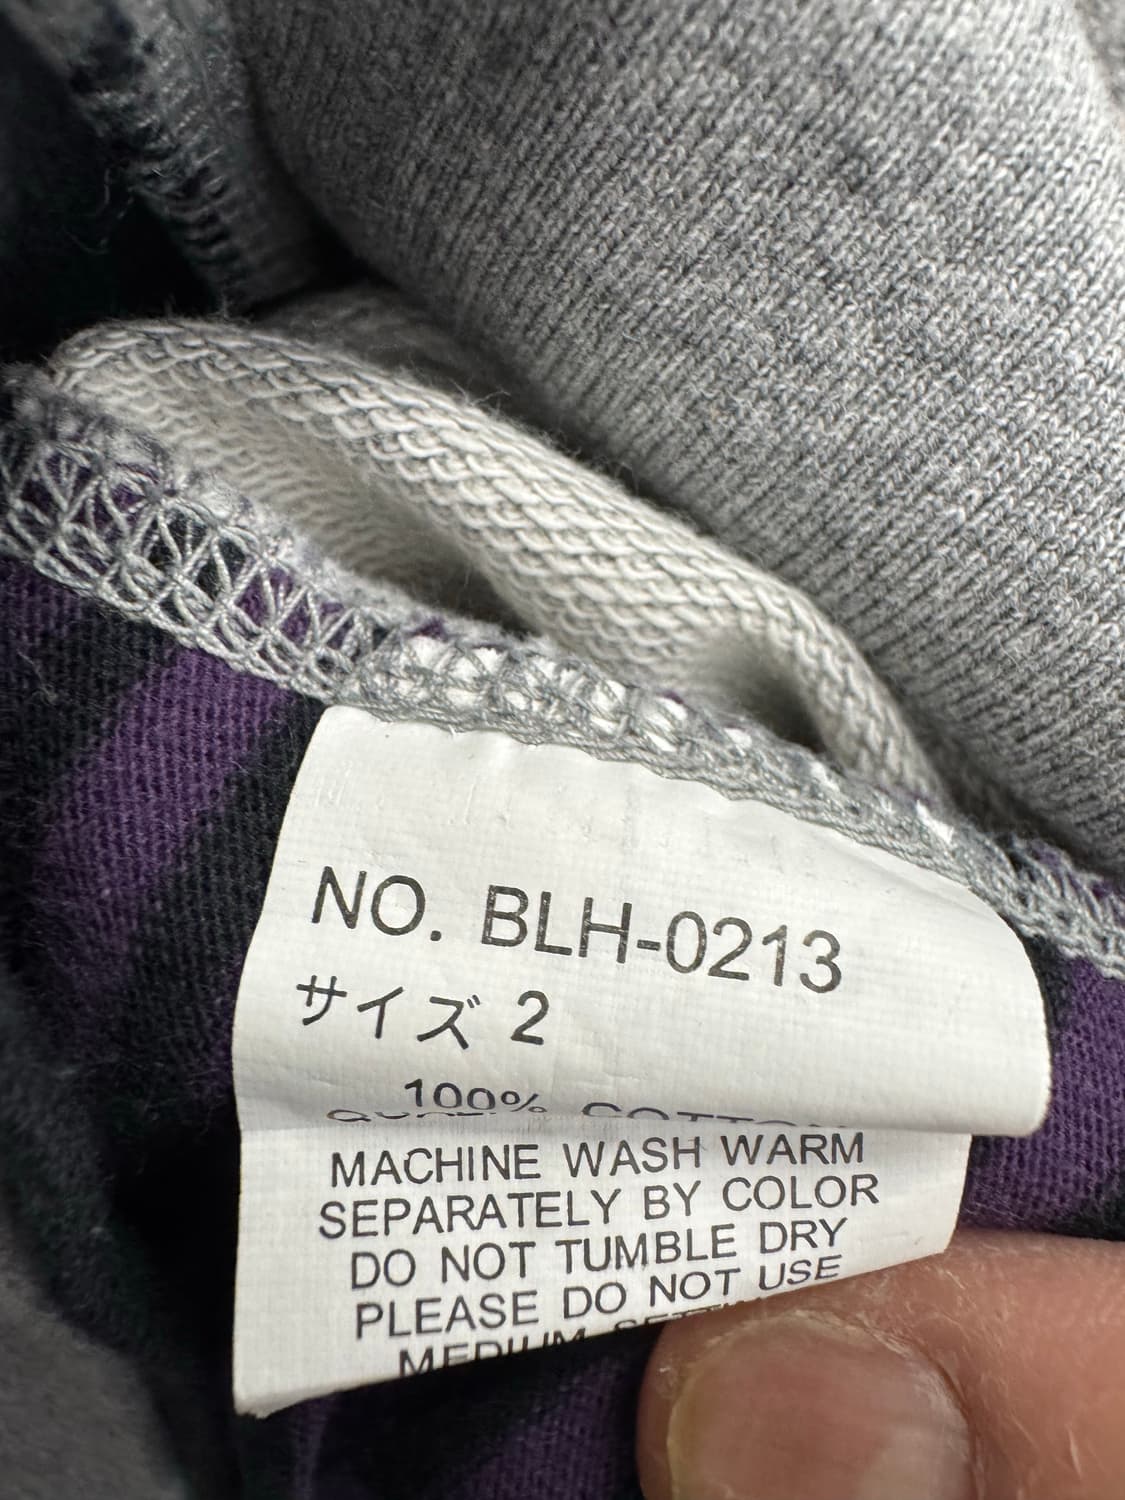 NO. BLH-0213
サイズ 2
100% COTTON
MACHINE WASH WARM
SEPARATELY BY COLOR
DO NOT TUMBLE DRY
PLEASE DO NOT USE
MEDIUM